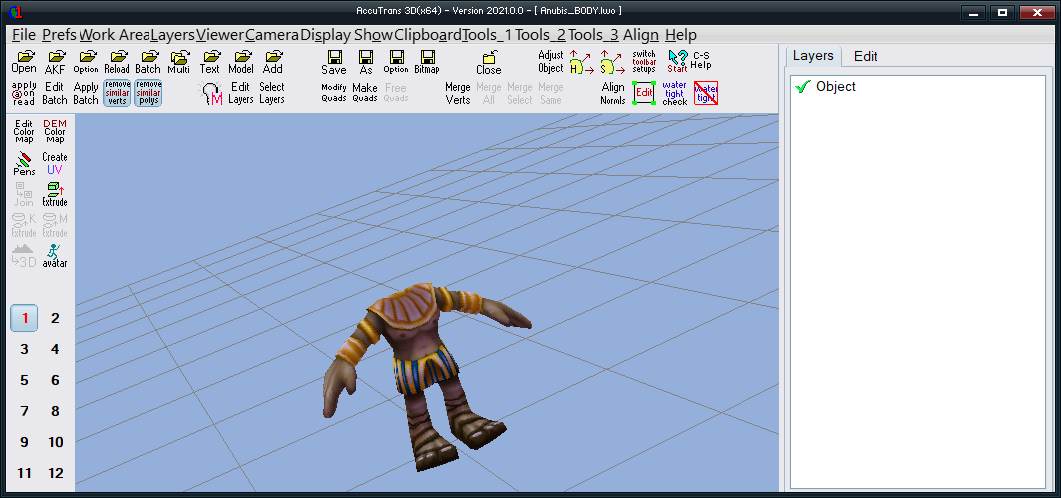 AccuTrans 3D(x64) - Version 2021.0.0 - [ Anubis_BODY.lwo ]
File Prefs Work Area Layers Viewer Camera Display Show Clipboard Tools_1 Tools_2 Tools_3 Align Help
Open AKF Option Reload Batch Multi Text Model Add Save As Option Bitmap Close Adjust Object H S switch toolbar setups Start C-S Help
apply on read Edit Batch Apply Batch remove similar verts remove similar polys M Edit Layers Select Layers Modify Quads Make Quads Free Quads Merge Verts Merge All Merge Select Merge Same Align Normls Edit water tight check water tight
Layers Edit
Object
Edit Color Map DEM Color Map
Pens Create UV
Join Extrude
K Extrude M Extrude
3D avatar
1 2
3 4
5 6
7 8
9 10
11 12